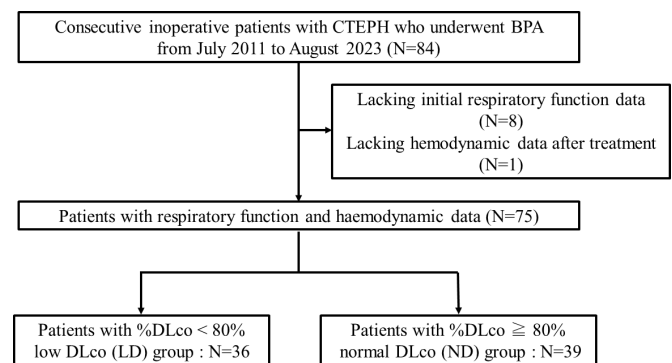 Consecutive inoperative patients with CTEPH who underwent BPA
from July 2011 to August 2023 (N=84)
Lacking initial respiratory function data
(N=8)
Lacking hemodynamic data after treatment
(N=1)
Patients with respiratory function and haemodynamic data (N=75)
Patients with %DLco < 80%
low DLco (LD) group : N=36
Patients with %DLco ≧ 80%
normal DLco (ND) group : N=39